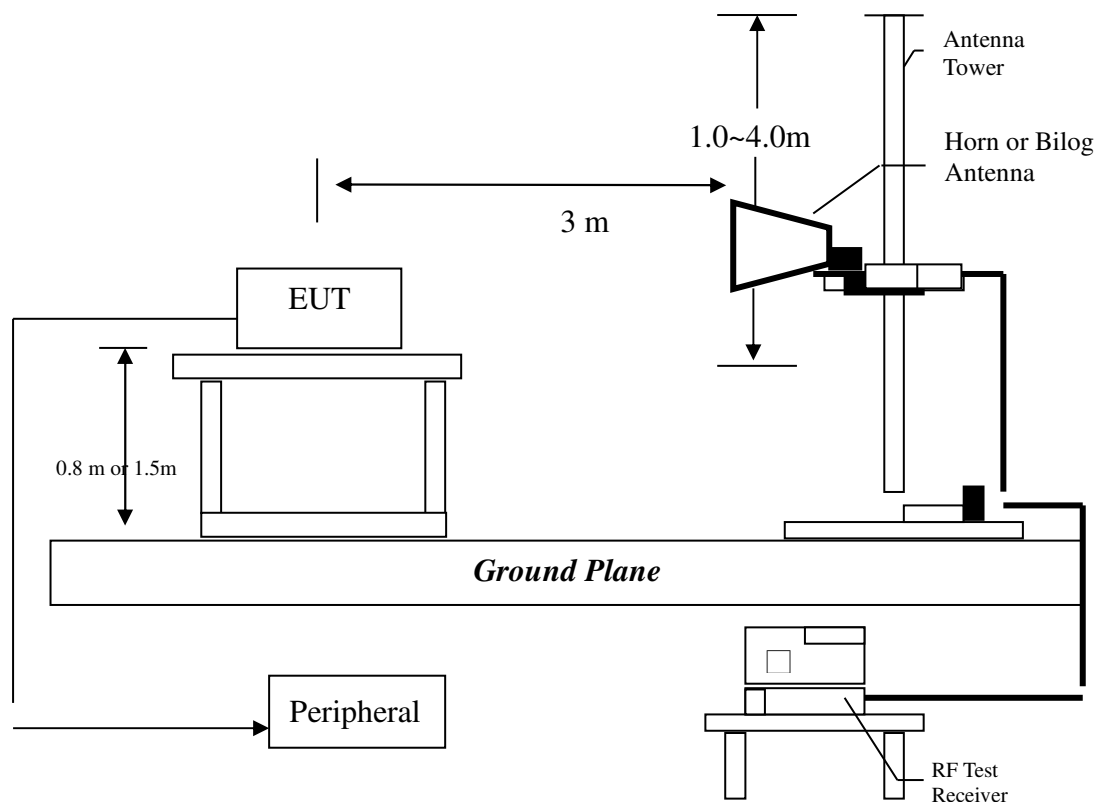 Antenna
Tower
1.0~4.0m
Horn or Bilog
Antenna
3 m
EUT
0.8 m or 1.5m
Ground Plane
Peripheral
RF Test
Receiver